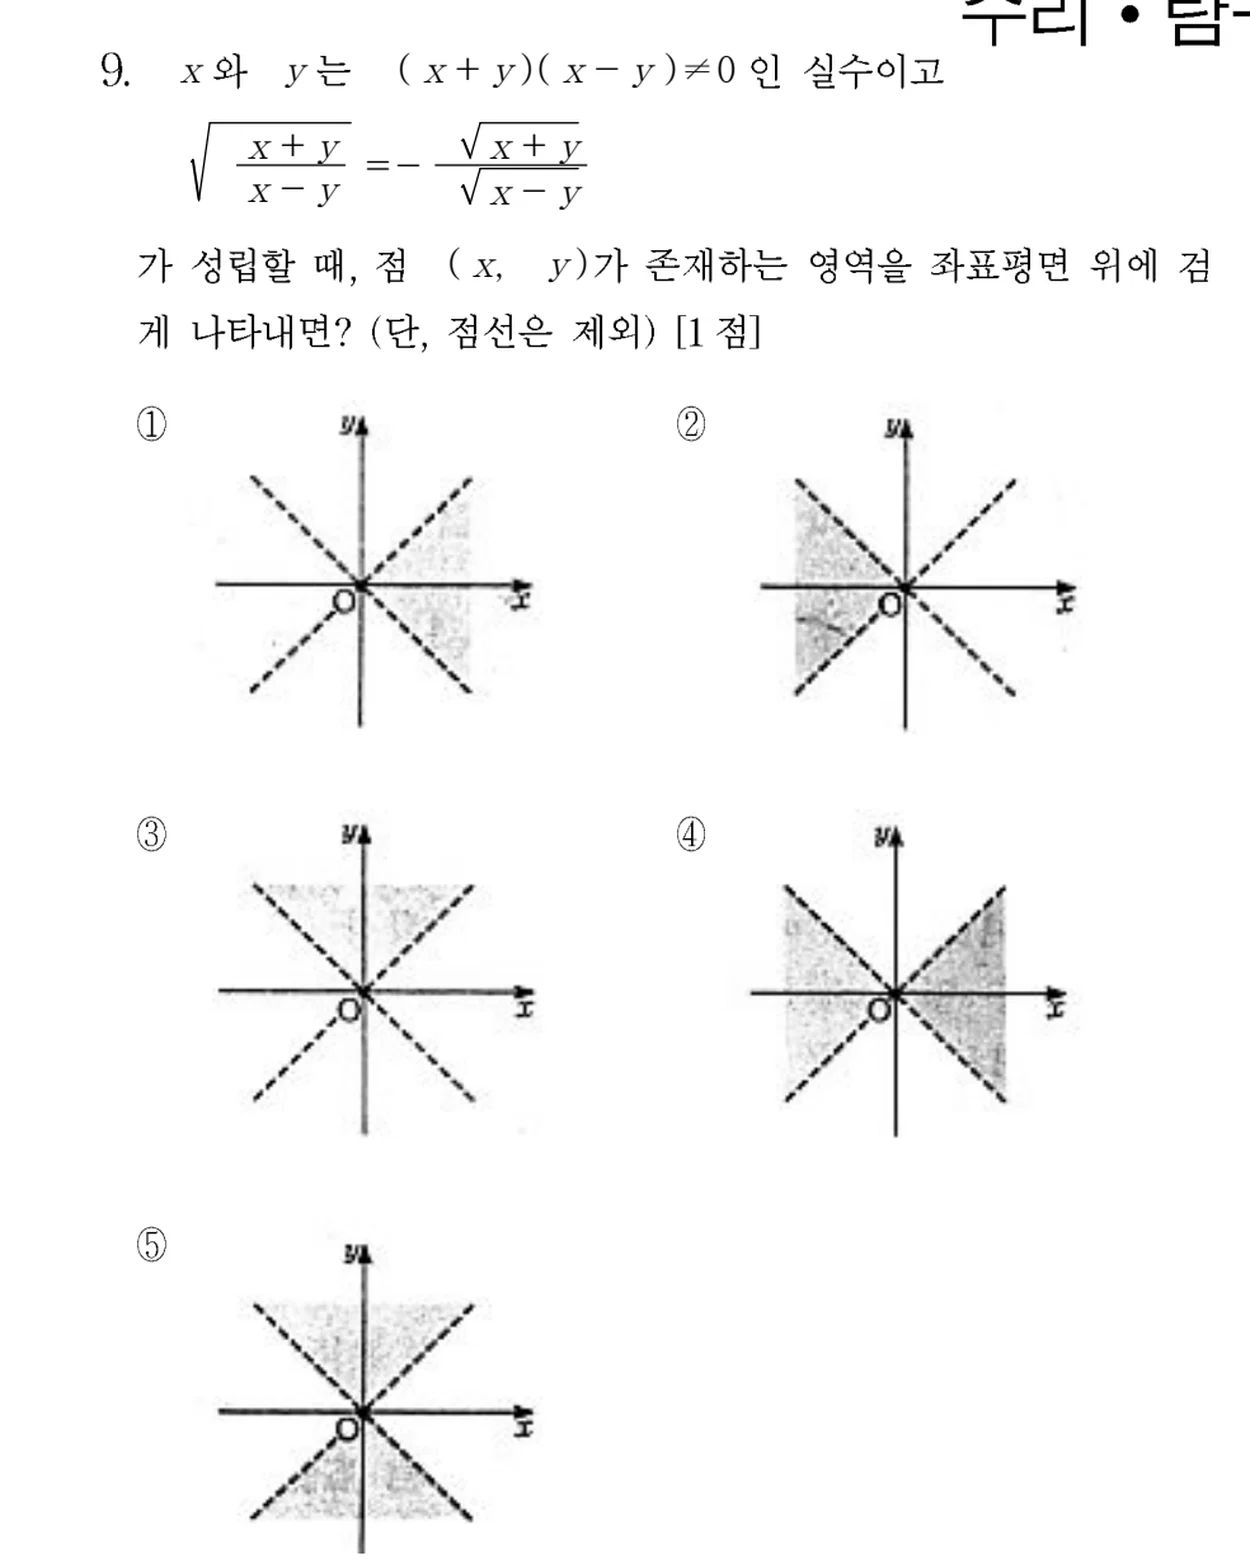 수리・탐
9. x와 y는 (x+y)(x-y)≠0인 실수이고
√((x+y)/(x-y)) = - √(x+y)/√(x-y)
가 성립할 때, 점 (x, y)가 존재하는 영역을 좌표평면 위에 검
게 나타내면? (단, 점선은 제외) [1점]
① ②
y y
O x O x
③ ④
y y
O x O x
⑤
y
O x